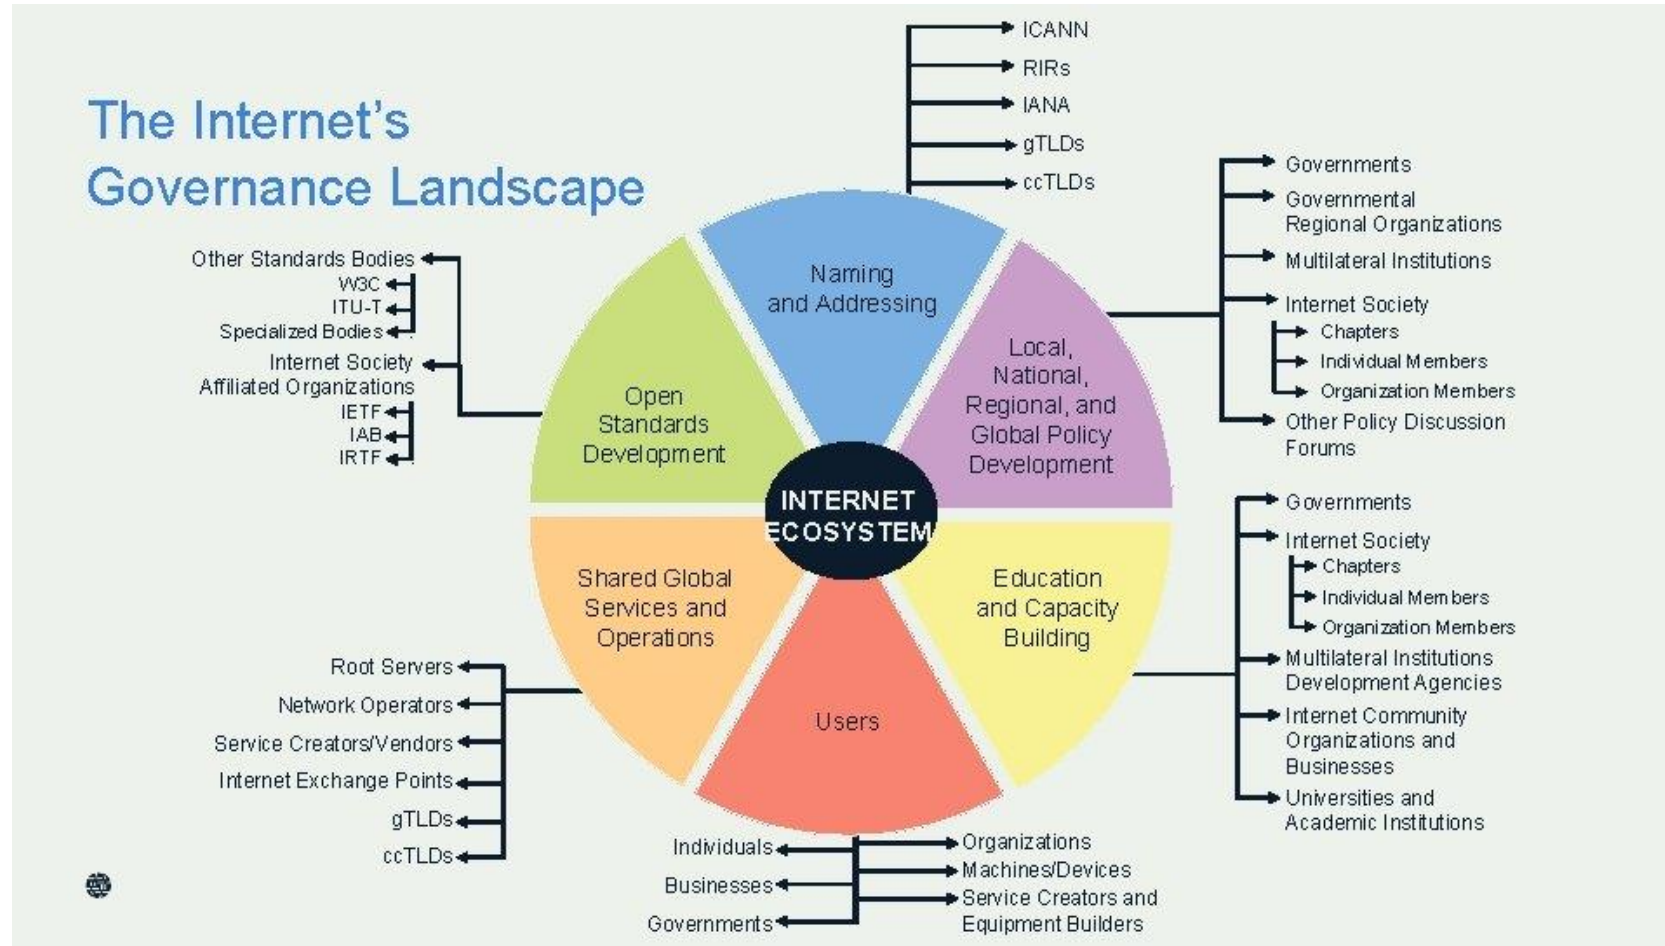 The Internet's
Governance Landscape
ICANN
RIRs
IANA
gTLDs
ccTLDs
Naming
and Addressing
Governments
Governmental
Regional Organizations
Multilateral Institutions
Internet Society
Chapters
Individual Members
Organization Members
Other Policy Discussion
Forums
Local,
National,
Regional, and
Global Policy
Development
Other Standards Bodies
W3C
ITU-T
Specialized Bodies
Internet Society
Affiliated Organizations
IETF
IAB
IRTF
Open
Standards
Development
INTERNET
ECOSYSTEM
Governments
Internet Society
Chapters
Individual Members
Organization Members
Multilateral Institutions
Development Agencies
Internet Community
Organizations and
Businesses
Universities and
Academic Institutions
Education
and Capacity
Building
Shared Global
Services and
Operations
Root Servers
Network Operators
Service Creators/Vendors
Internet Exchange Points
gTLDs
ccTLDs
Users
Individuals
Businesses
Governments
Organizations
Machines/Devices
Service Creators and
Equipment Builders